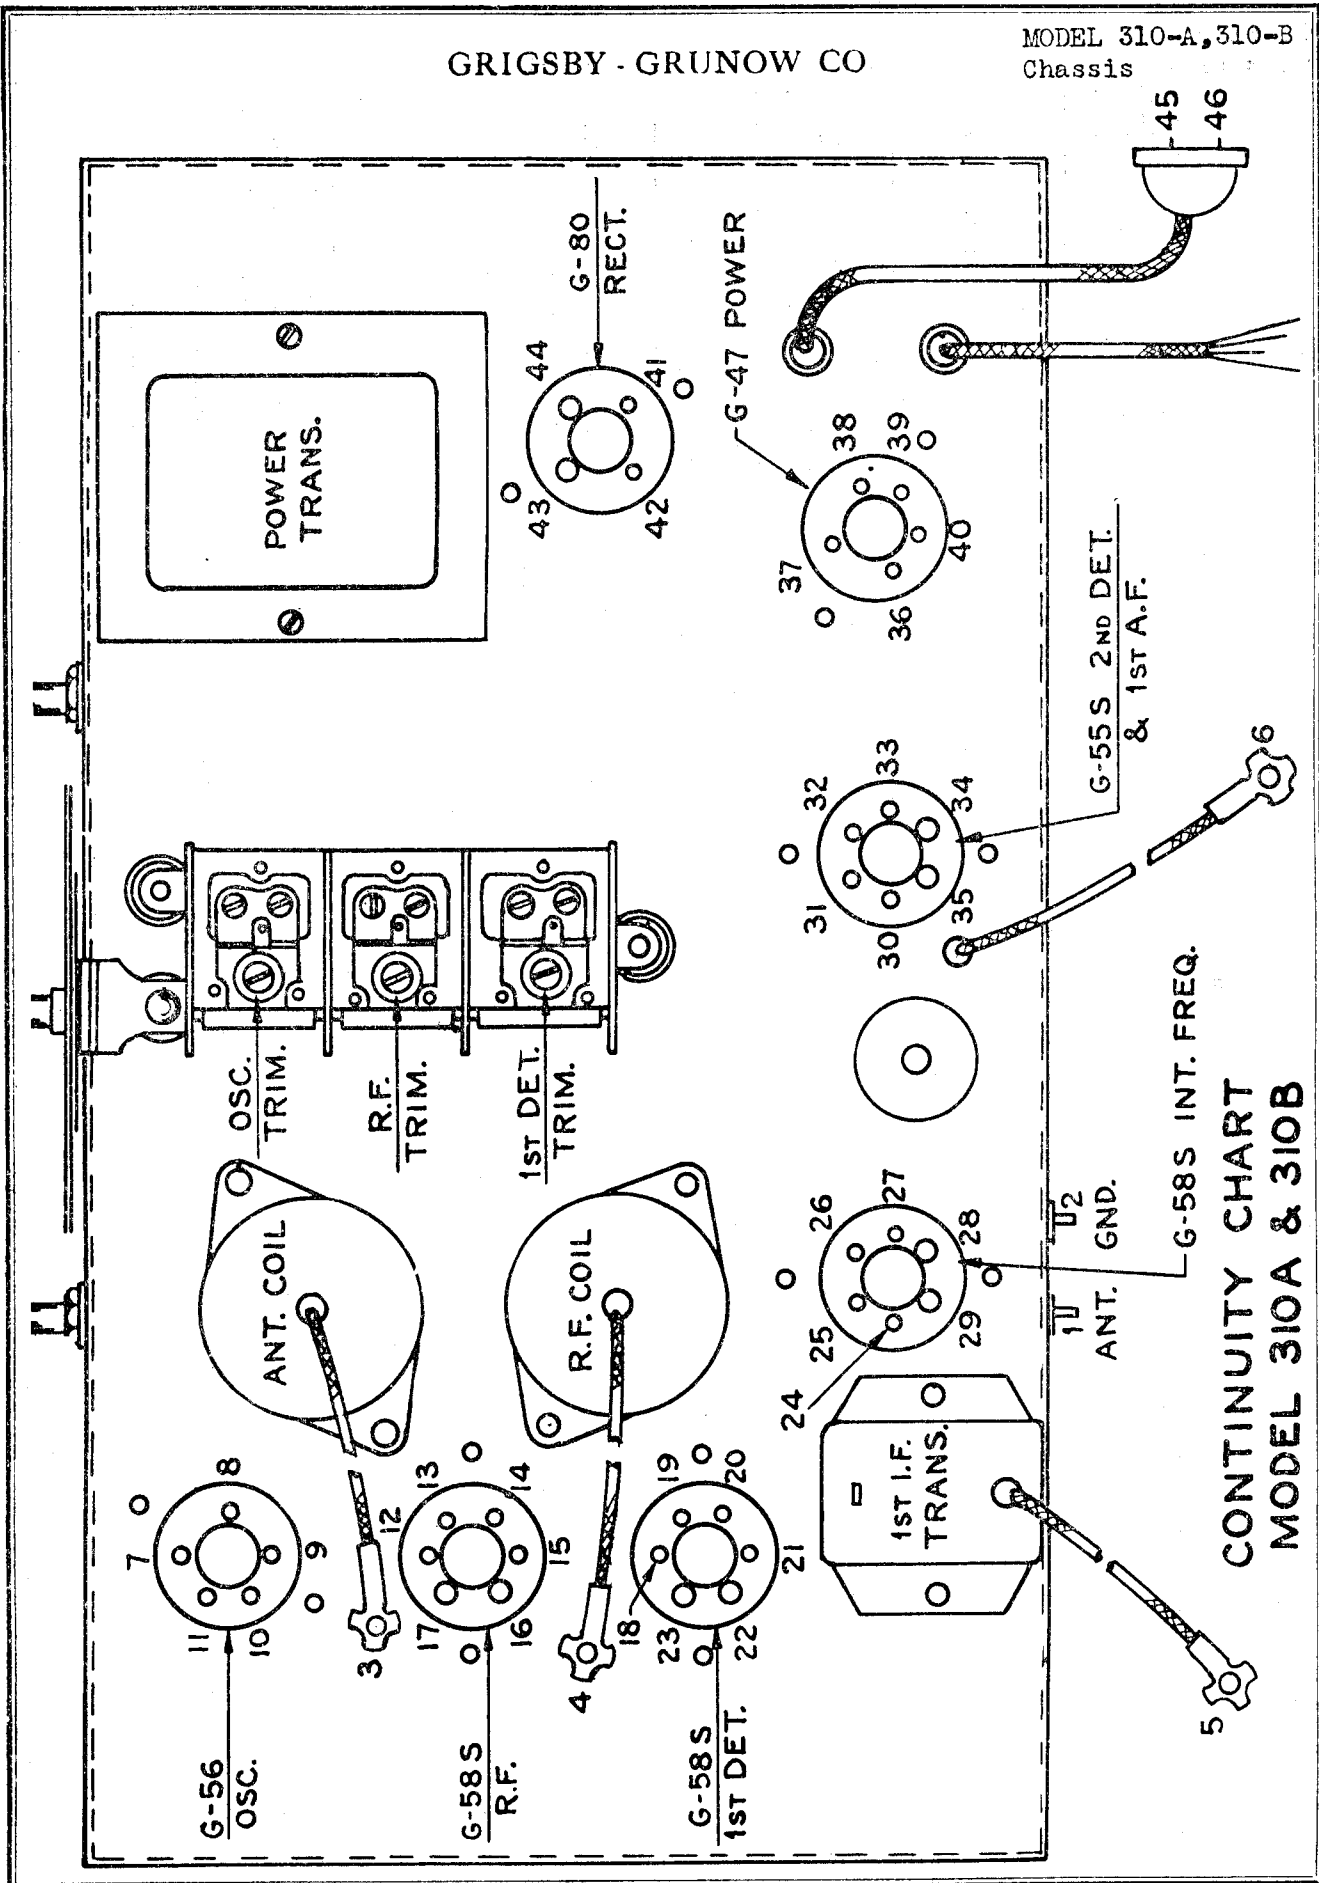 GRIGSBY - GRUNOW CO
MODEL 310-A,310-B
Chassis
45
46
G-80
RECT.
G-47 POWER
POWER
TRANS.
44
41
43
42
38
39
37
40
36
G-55S 2ND DET.
& 1ST A.F.
32
33
34
31
30
35
6
OSC.
TRIM.
R.F.
TRIM.
1ST DET.
TRIM.
ANT. COIL
R.F. COIL
26
27
28
25
29
24
G-58S INT. FREQ.
2
GND.
1
ANT.
1ST I.F.
TRANS.
5
7
8
9
11
10
3
12
13
14
15
17
16
4
18
19
20
21
23
22
G-56
OSC.
G-58S
R.F.
G-58S
1ST DET.
CONTINUITY CHART
MODEL 310A & 310B